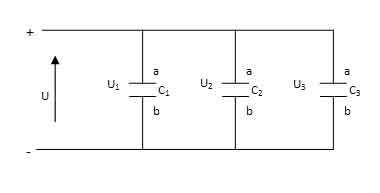 +
a a a
U₁ C₁ U₂ C₂ U₃ C₃
U
b b b
-